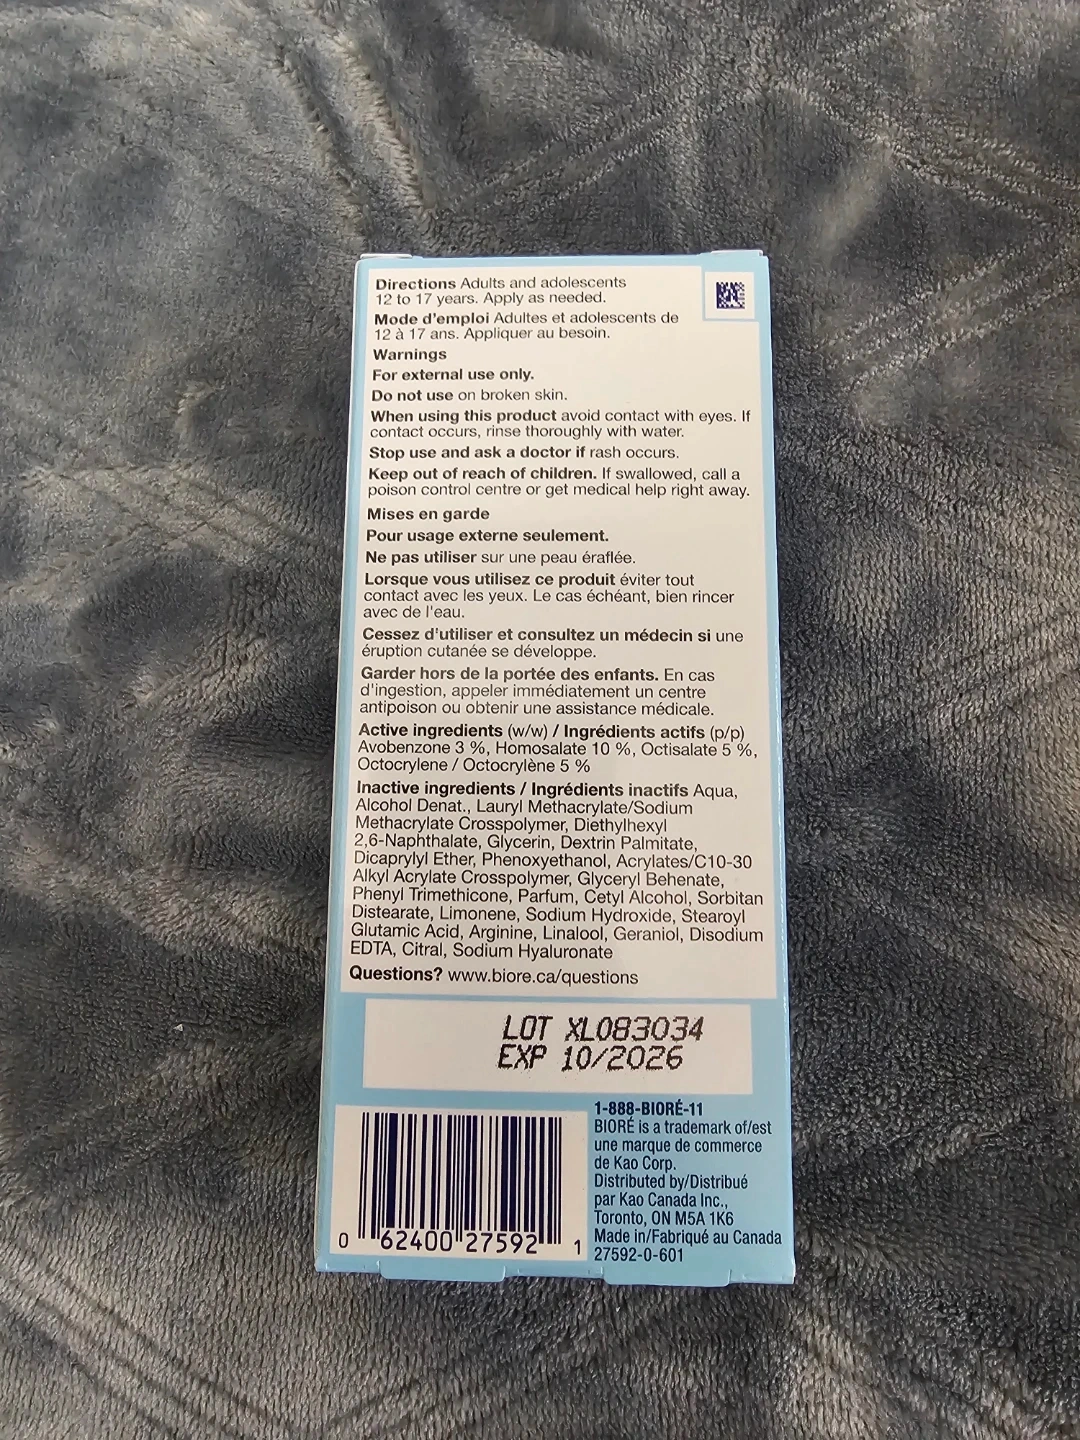 Directions Adults and adolescents
12 to 17 years. Apply as needed.
Mode d'emploi Adultes et adolescents de
12 à 17 ans. Appliquer au besoin.
Warnings
For external use only.
Do not use on broken skin.
When using this product avoid contact with eyes. If
contact occurs, rinse thoroughly with water.
Stop use and ask a doctor if rash occurs.
Keep out of reach of children. If swallowed, call a
poison control centre or get medical help right away.
Mises en garde
Pour usage externe seulement.
Ne pas utiliser sur une peau éraflée.
Lorsque vous utilisez ce produit éviter tout
contact avec les yeux. Le cas échéant, bien rincer
avec de l'eau.
Cessez d'utiliser et consultez un médecin si une
éruption cutanée se développe.
Garder hors de la portée des enfants. En cas
d'ingestion, appeler immédiatement un centre
antipoison ou obtenir une assistance médicale.
Active ingredients (w/w) / Ingrédients actifs (p/p)
Avobenzone 3 %, Homosalate 10 %, Octisalate 5 %,
Octocrylene / Octocrylène 5 %
Inactive ingredients / Ingrédients inactifs Aqua,
Alcohol Denat., Lauryl Methacrylate/Sodium
Methacrylate Crosspolymer, Diethylhexyl
2,6-Naphthalate, Glycerin, Dextrin Palmitate,
Dicaprylyl Ether, Phenoxyethanol, Acrylates/C10-30
Alkyl Acrylate Crosspolymer, Glyceryl Behenate,
Phenyl Trimethicone, Parfum, Cetyl Alcohol, Sorbitan
Distearate, Limonene, Sodium Hydroxide, Stearoyl
Glutamic Acid, Arginine, Linalool, Geraniol, Disodium
EDTA, Citral, Sodium Hyaluronate
Questions? www.biore.ca/questions
LOT XL083034
EXP 10/2026
0 62400 27592 1
1-888-BIORÉ-11
BIORÉ is a trademark of/est
une marque de commerce
de Kao Corp.
Distributed by/Distribué
par Kao Canada Inc.,
Toronto, ON M5A 1K6
Made in/Fabriqué au Canada
27592-0-601